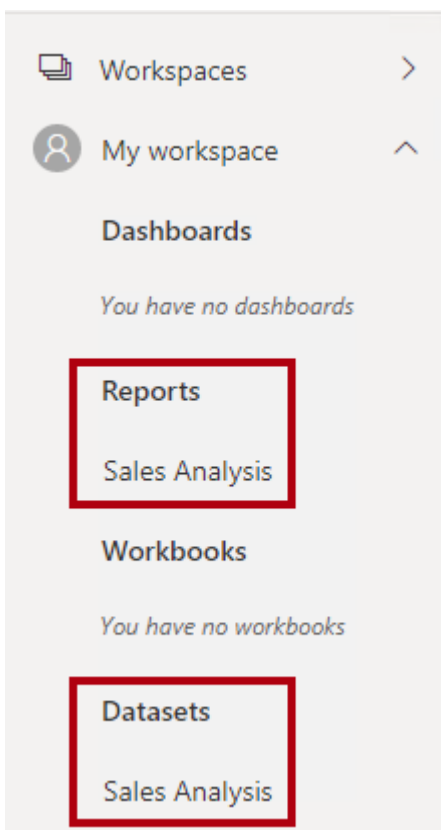 Workspaces
My workspace
Dashboards
You have no dashboards
Reports
Sales Analysis
Workbooks
You have no workbooks
Datasets
Sales Analysis